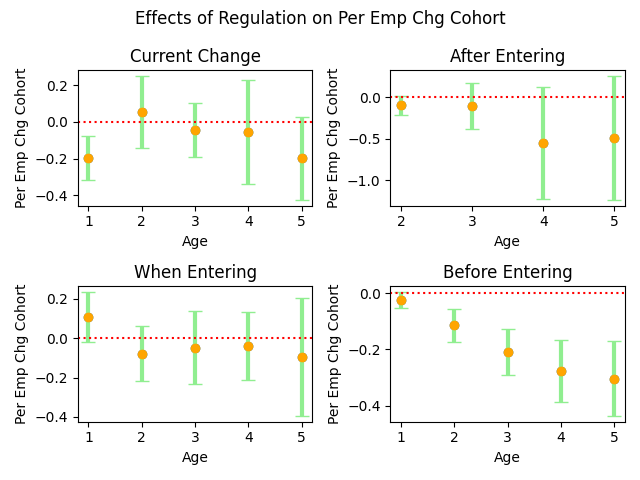 Effects of Regulation on Per Emp Chg Cohort
Current Change
Per Emp Chg Cohort
0.2
0.0
−0.2
−0.4
1 2 3 4 5
Age
After Entering
Per Emp Chg Cohort
0.0
−0.5
−1.0
2 3 4 5
Age
When Entering
Per Emp Chg Cohort
0.2
0.0
−0.2
−0.4
1 2 3 4 5
Age
Before Entering
Per Emp Chg Cohort
0.0
−0.2
−0.4
1 2 3 4 5
Age